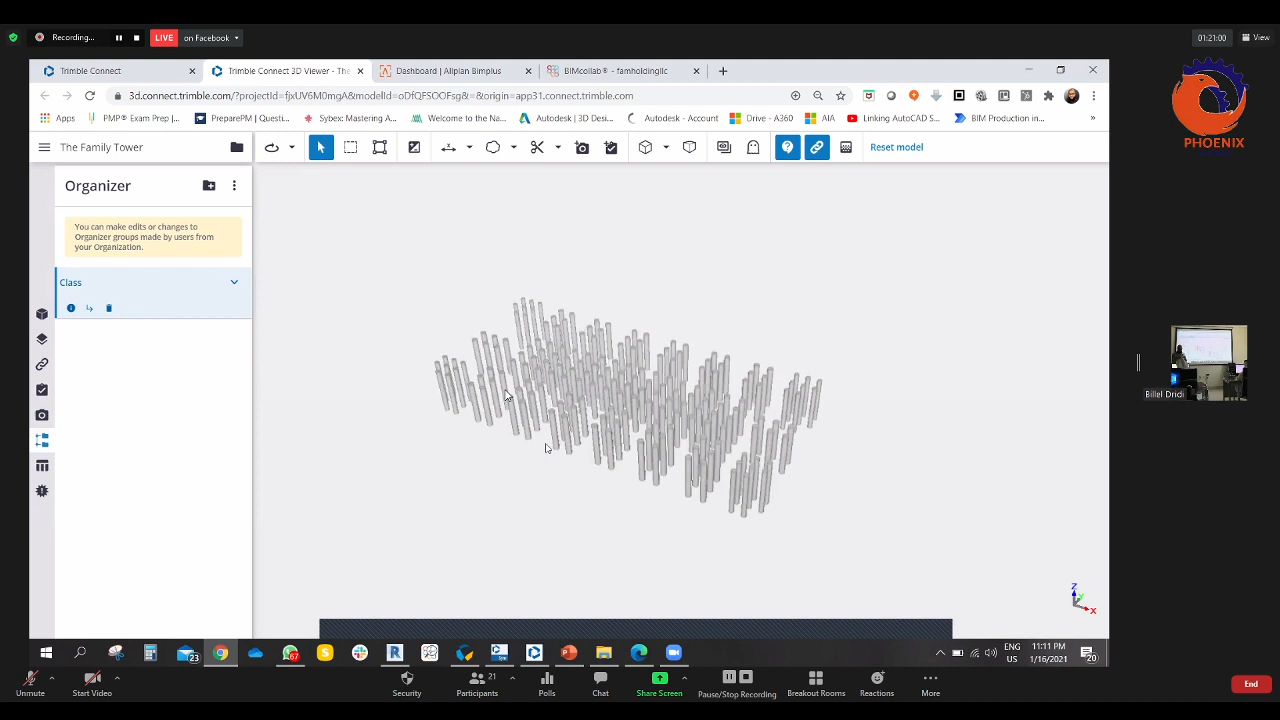 Recording...
LIVE
on Facebook
01:21:00
View
Trimble Connect
Trimble Connect 3D Viewer - The
Dashboard | Allplan Bimplus
BIMcollab® - famholdingllc
3d.connect.trimble.com/?projectId=fjxUV6M0mgA&modelId=oDfQFSOOFsg&=&origin=app31.connect.trimble.com
Apps
PMP® Exam Prep |...
PreparePM | Questi...
Sybex: Mastering A...
Welcome to the Na...
Autodesk | 3D Des...
Autodesk - Account
Drive - A360
AIA
Linking AutoCAD S...
BIM Production in...
»
PHOENIX
The Family Tower
Reset model
Organizer
You can make edits or changes to
Organizer groups made by users from
your Organization.
Class
Billel Dridi
Z
Y
X
23
67
ENG
US
11:11 PM
1/16/2021
20
Unmute
Start Video
Security
Participants
21
Polls
Chat
Share Screen
Pause/Stop Recording
Breakout Rooms
Reactions
More
End